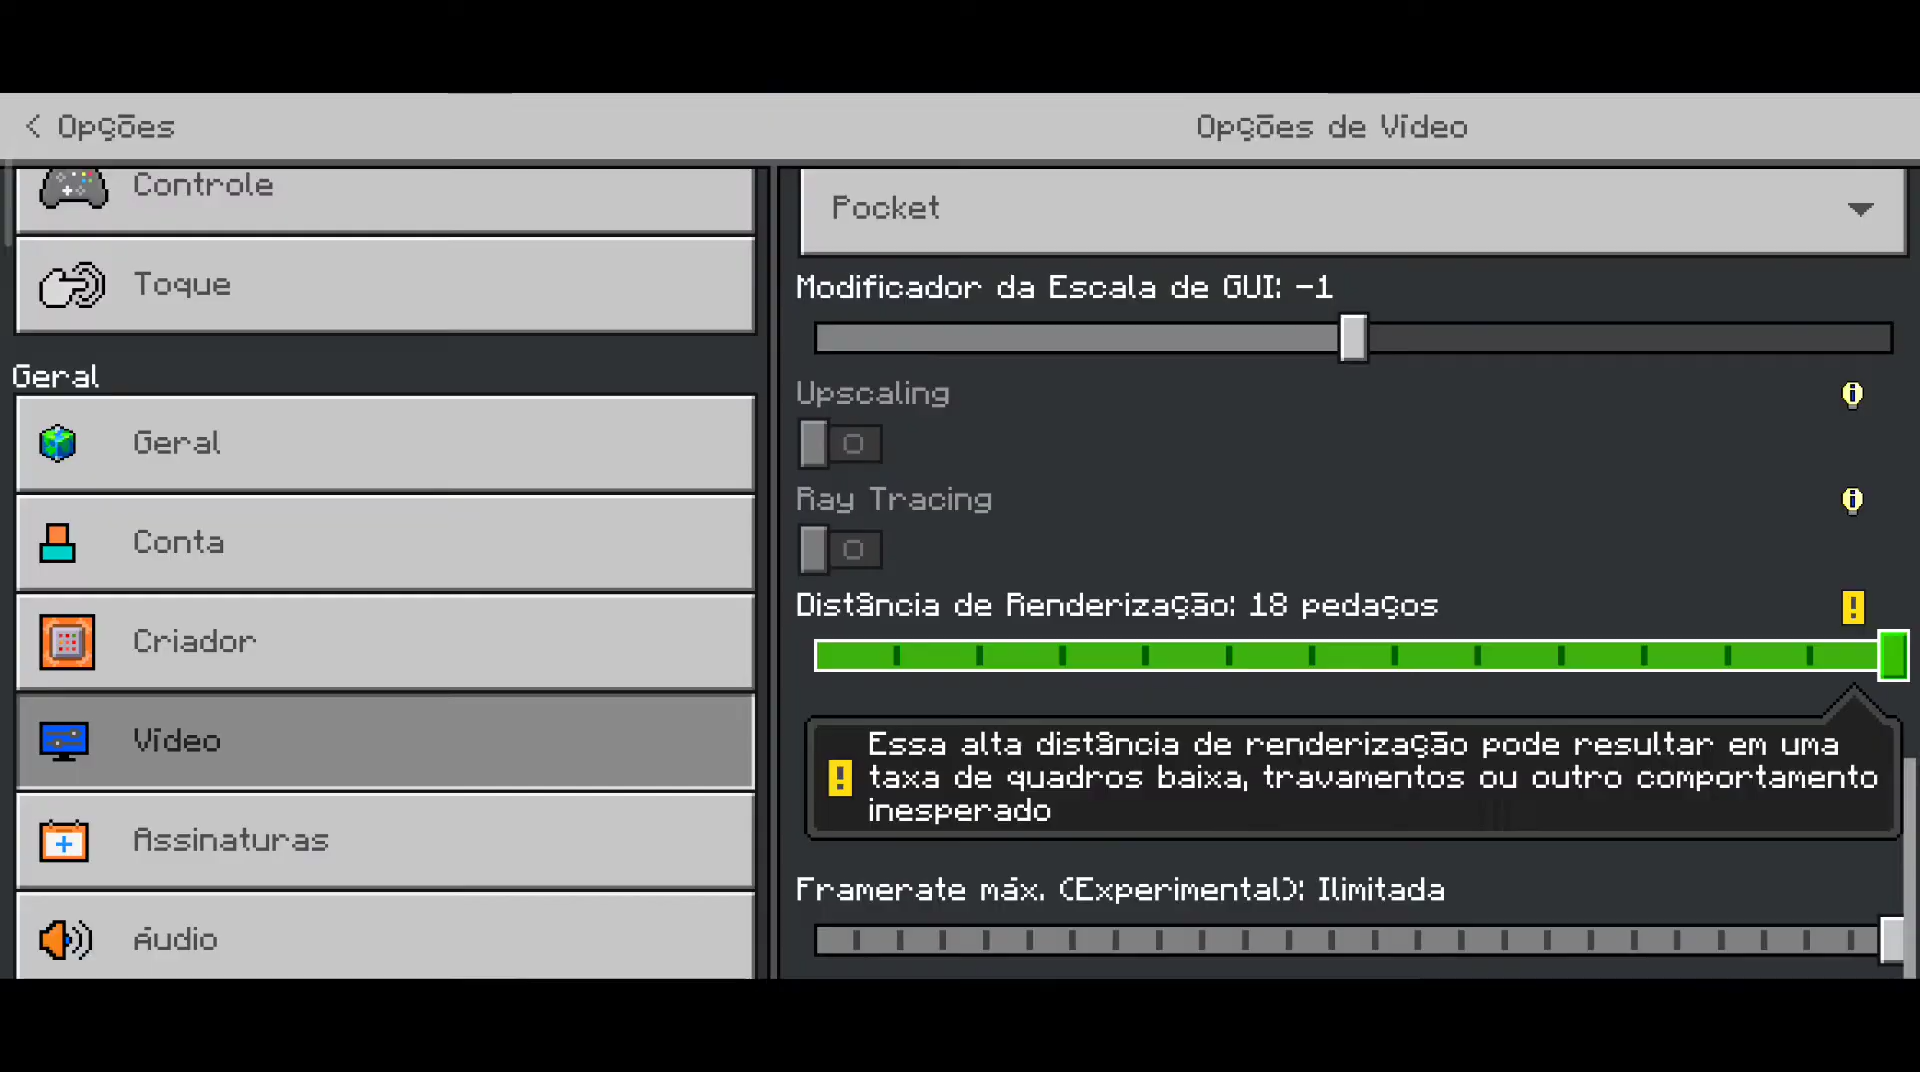 Opções
Opções de Vídeo
Controle
Toque
Geral
Geral
Conta
Criador
Vídeo
Assinaturas
áudio
Pocket
Modificador da Escala de GUI: -1
Upscaling
Ray Tracing
Distância de Renderização: 18 pedaços
Essa alta distância de renderização pode resultar em uma
taxa de quadros baixa, travamentos ou outro comportamento
inesperado
Framerate máx. (Experimental): Ilimitada